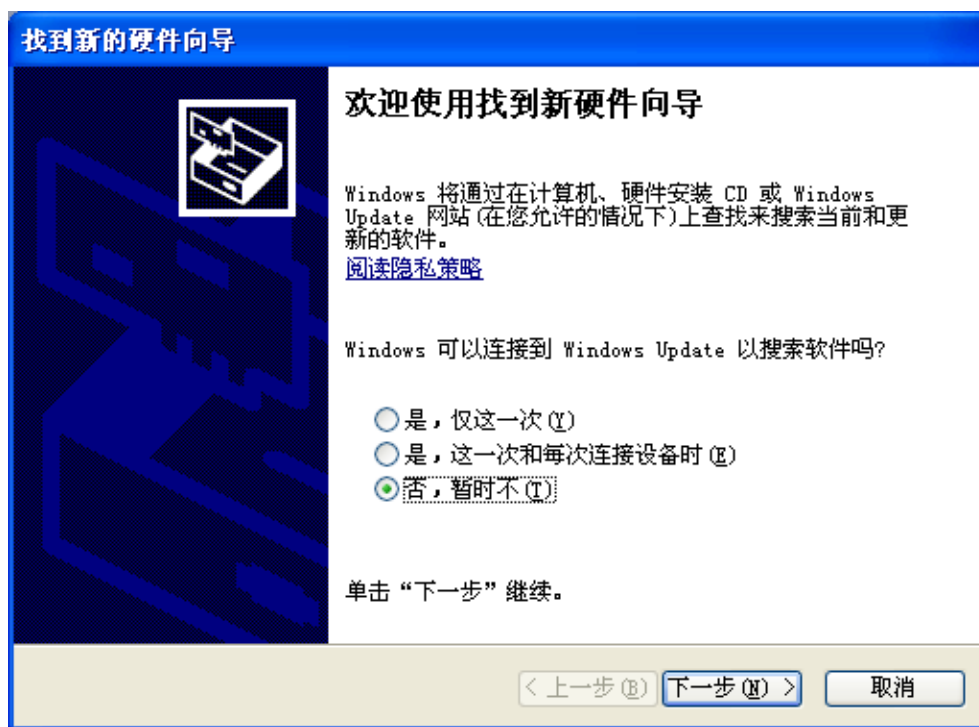 找到新的硬件向导
欢迎使用找到新硬件向导
Windows 将通过在计算机、硬件安装 CD 或 Windows
Update 网站(在您允许的情况下)上查找来搜索当前和更
新的软件。
阅读隐私策略
Windows 可以连接到 Windows Update 以搜索软件吗?
是，仅这一次(Y)
是，这一次和每次连接设备时(E)
否，暂时不(T)
单击“下一步”继续。
< 上一步(B) 下一步(N) > 取消